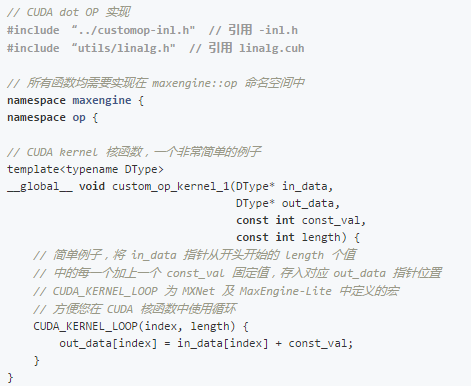 // CUDA dot OP 实现
#include “../customop-inl.h” // 引用 -inl.h
#include “utils/linalg.h” // 引用 linalg.cuh
// 所有函数均需要实现在 maxengine::op 命名空间中
namespace maxengine {
namespace op {
// CUDA kernel 核函数，一个非常简单的例子
template<typename DType>
__global__ void custom_op_kernel_1(DType* in_data,
DType* out_data,
const int const_val,
const int length) {
// 简单例子，将 in_data 指针从开头开始的 length 个值
// 中的每一个加上一个 const_val 固定值，存入对应 out_data 指针位置
// CUDA_KERNEL_LOOP 为 MXNet 及 MaxEngine-Lite 中定义的宏
// 方便您在 CUDA 核函数中使用循环
CUDA_KERNEL_LOOP(index, length) {
out_data[index] = in_data[index] + const_val;
}
}